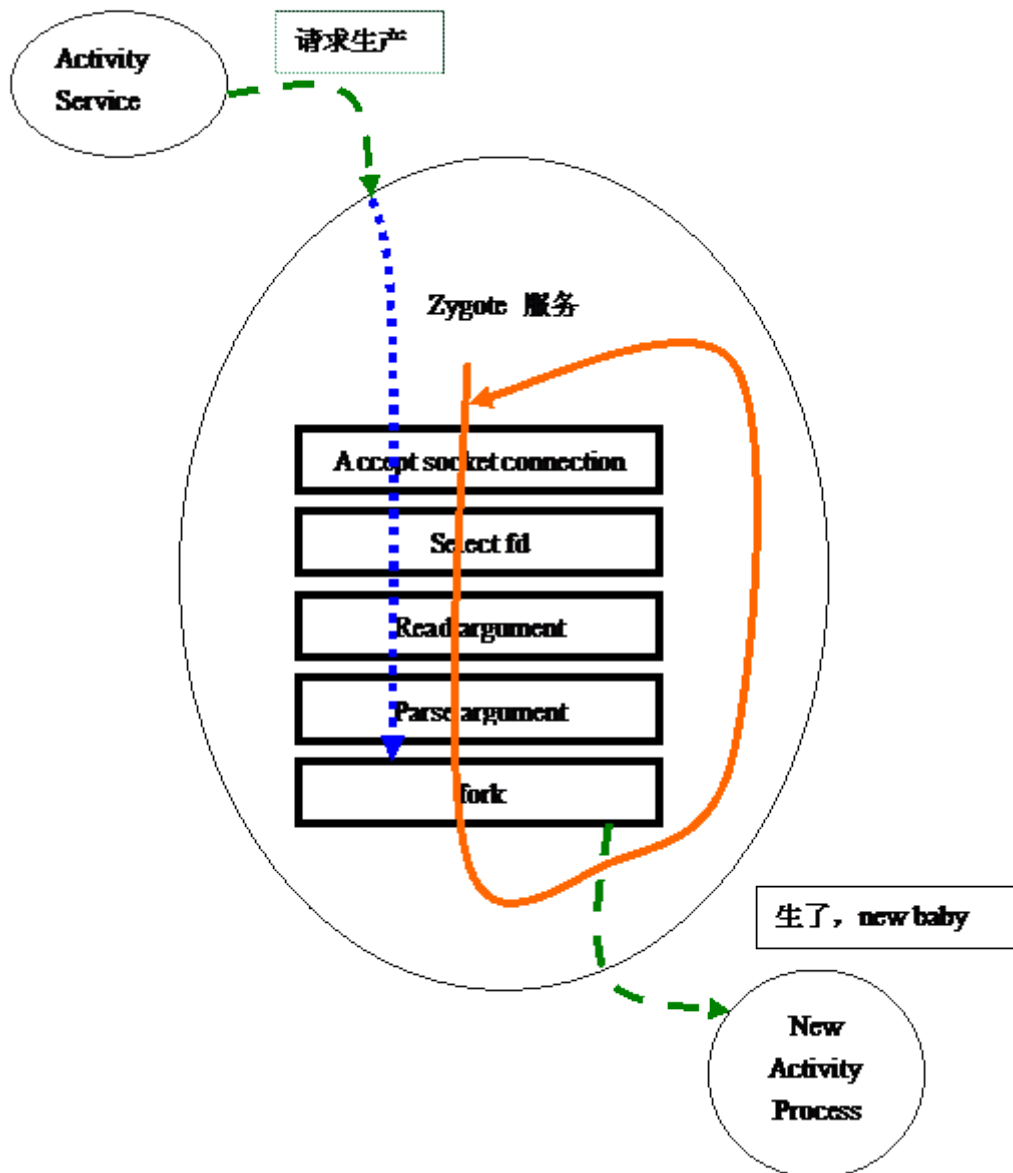 Activity
Service
请求生产
Zygote 服务
Accept socket connection
Select fd
Read argument
Parse argument
fork
生了，new baby
New
Activity
Process